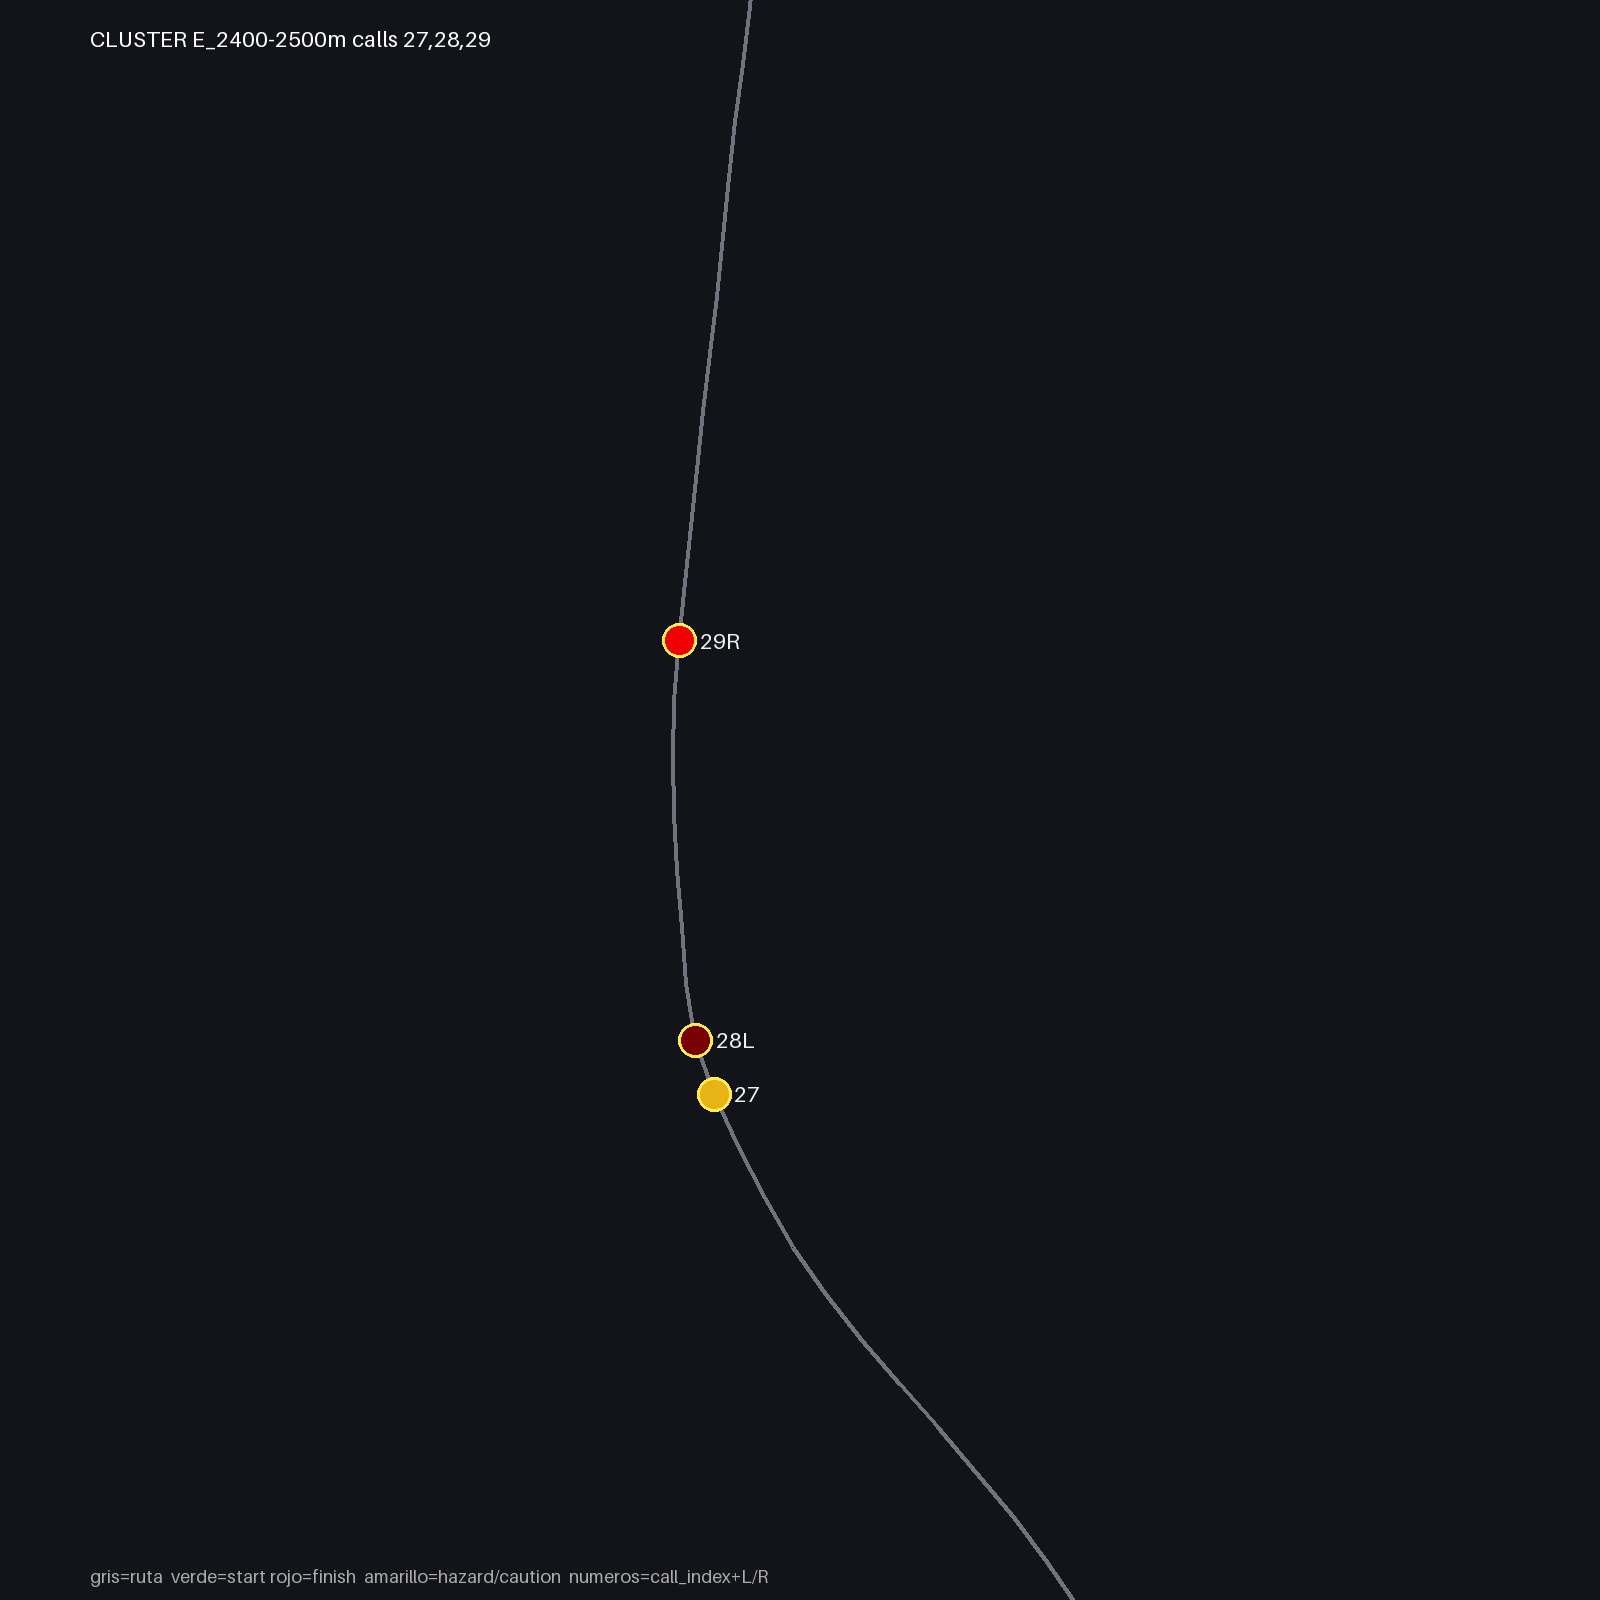 CLUSTER E_2400-2500m calls 27,28,29
29R
28L
27
gris=ruta verde=start rojo=finish amarillo=hazard/caution numeros=call_index+L/R